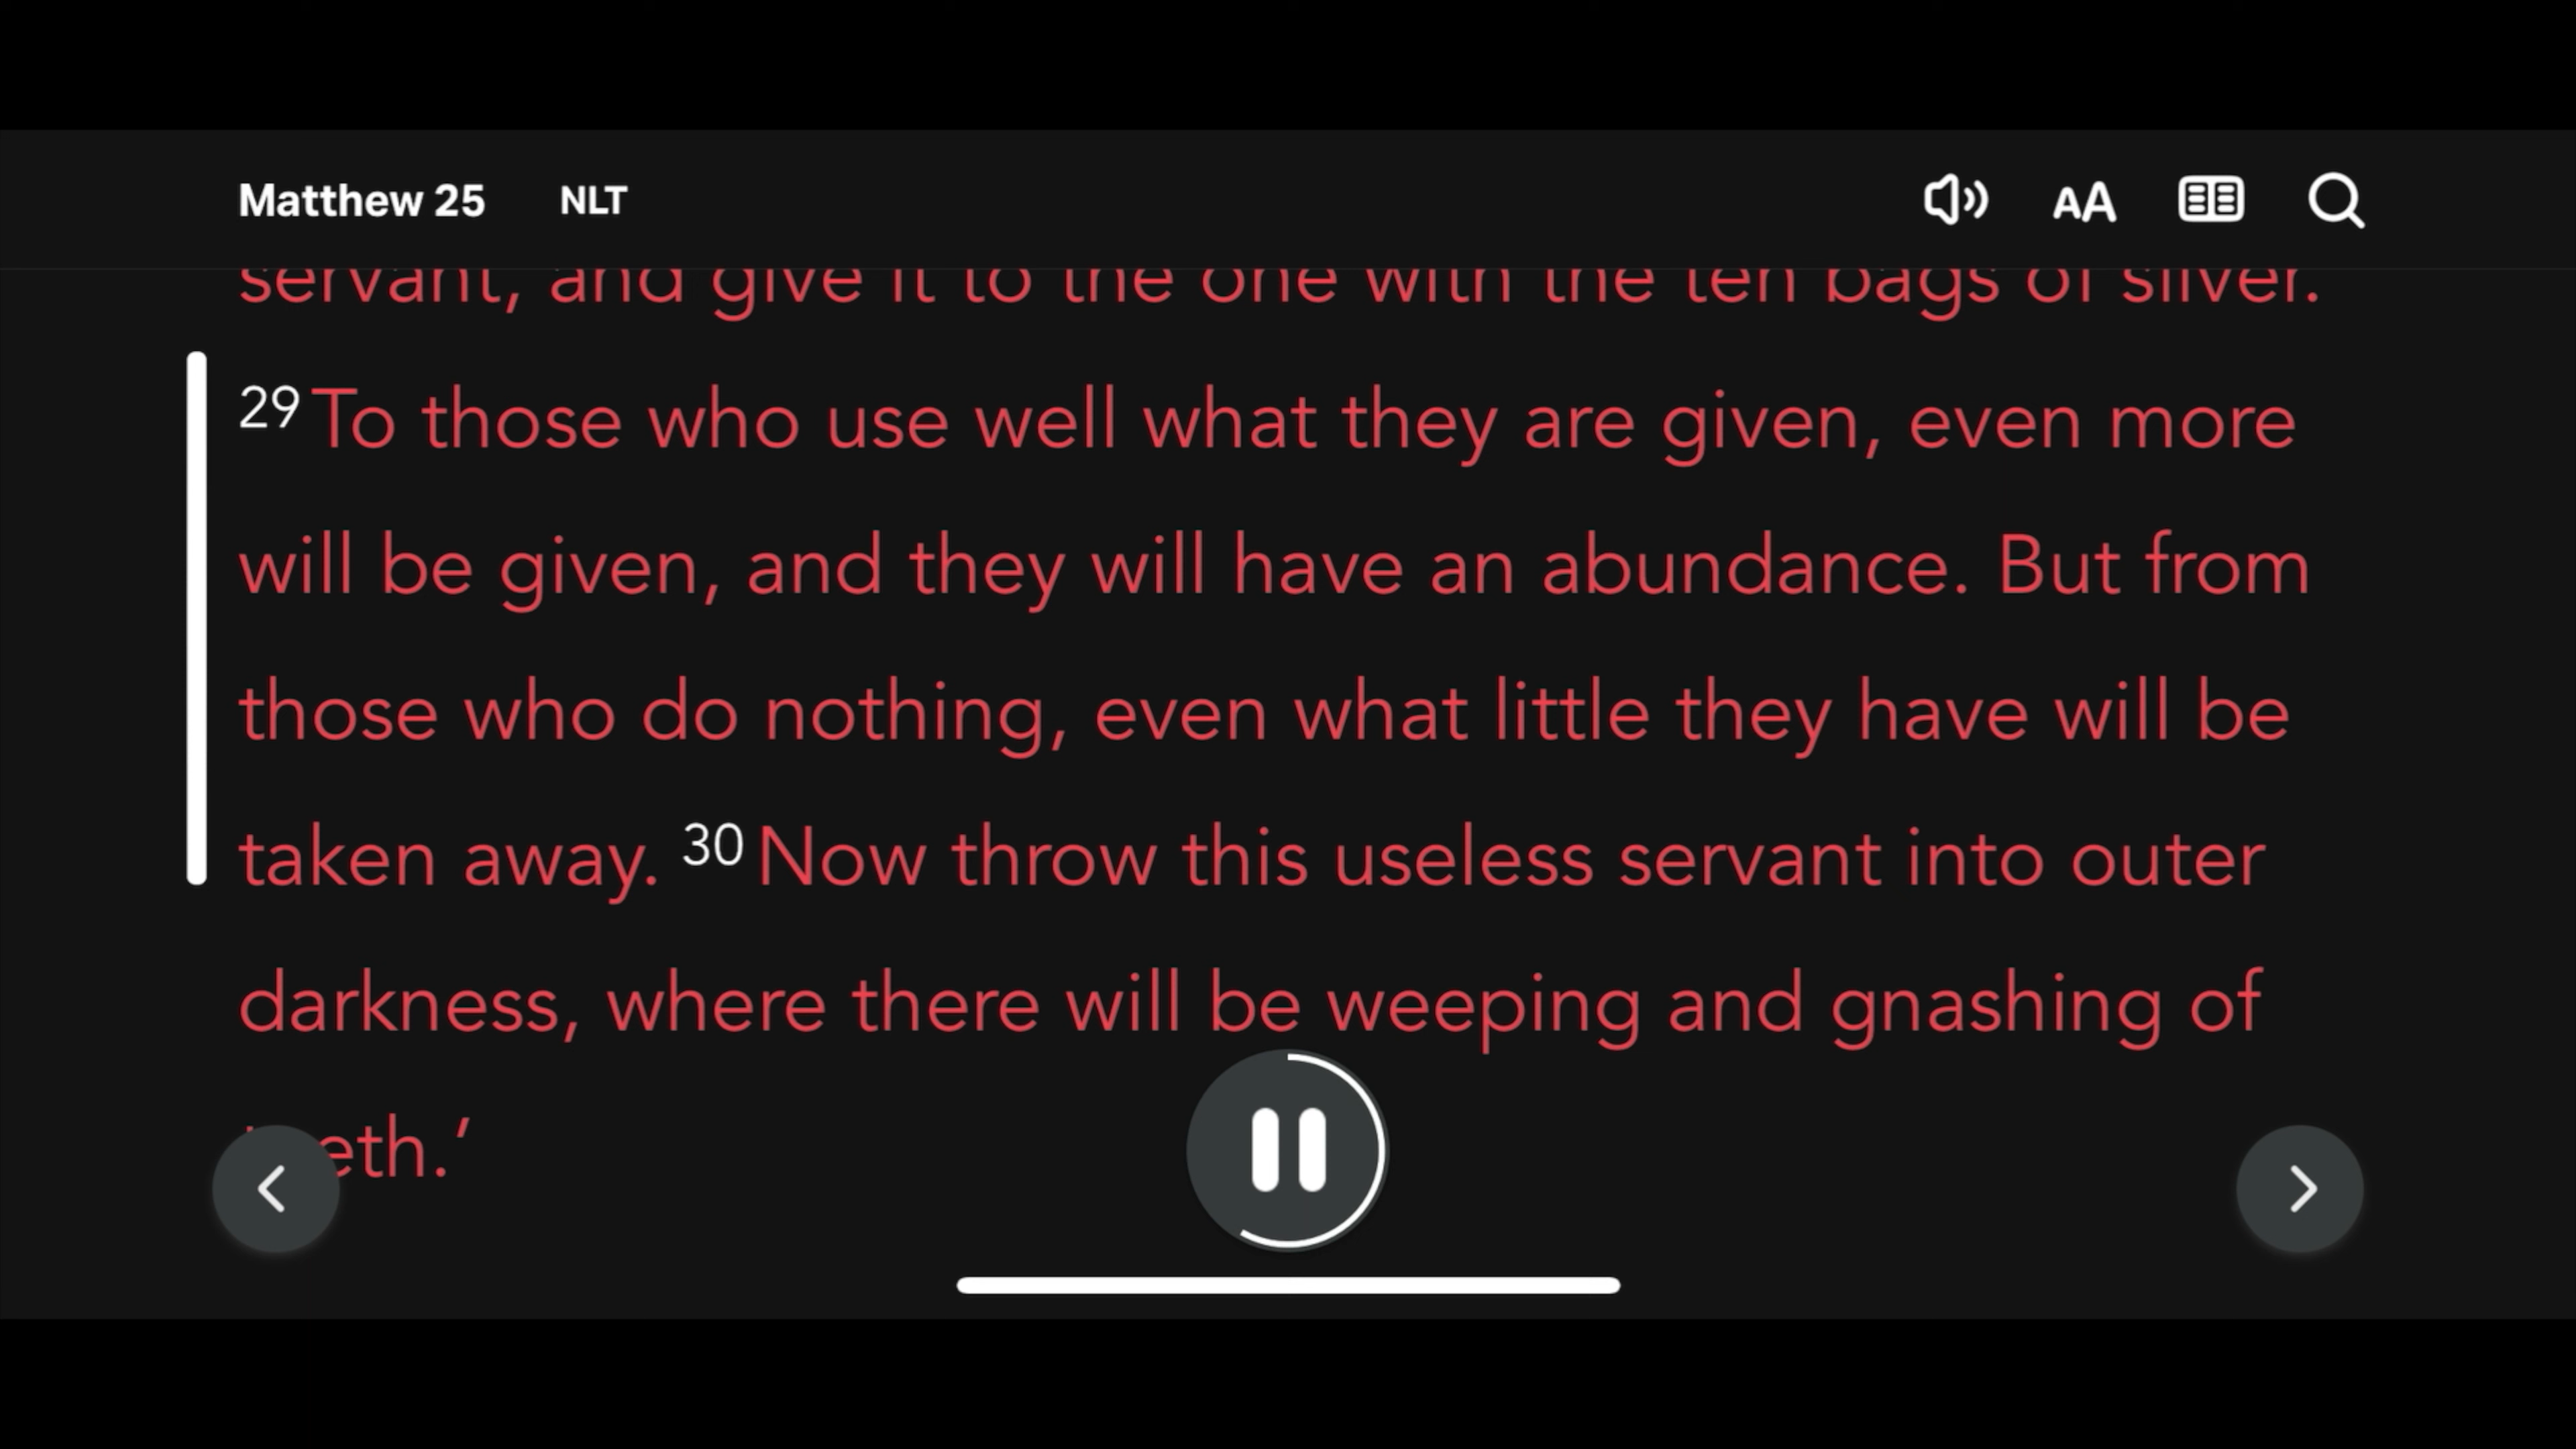 Matthew 25 NLT AA
servant, and give it to the one with the ten bags of silver.
29 To those who use well what they are given, even more
will be given, and they will have an abundance. But from
those who do nothing, even what little they have will be
taken away. 30 Now throw this useless servant into outer
darkness, where there will be weeping and gnashing of
teeth.’